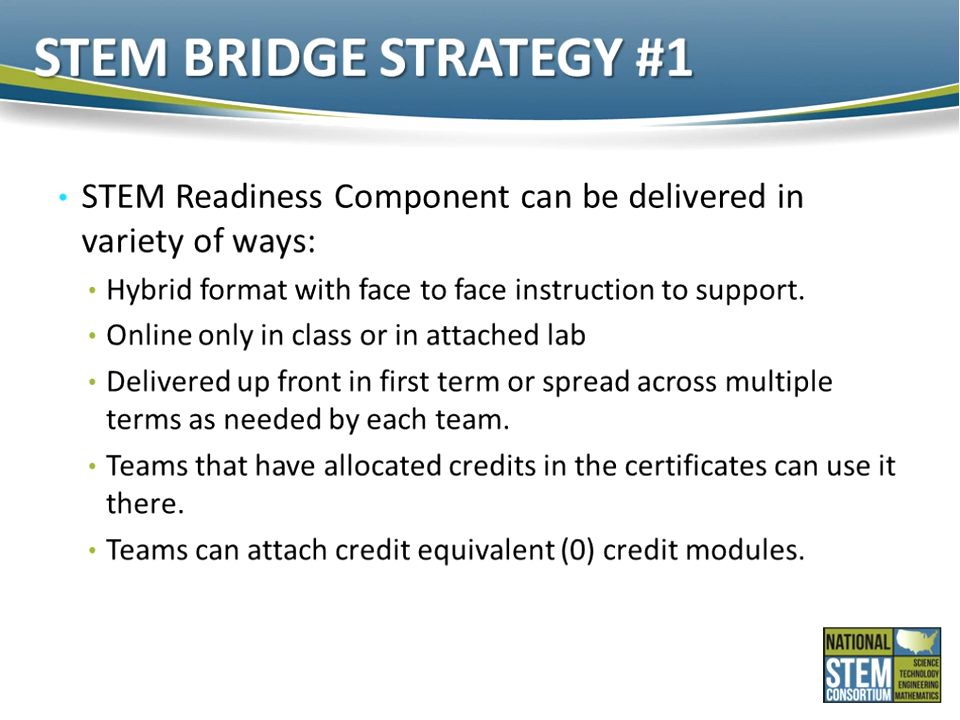 STEM BRIDGE STRATEGY #1
• STEM Readiness Component can be delivered in
variety of ways:
• Hybrid format with face to face instruction to support.
• Online only in class or in attached lab
• Delivered up front in first term or spread across multiple
terms as needed by each team.
• Teams that have allocated credits in the certificates can use it
there.
• Teams can attach credit equivalent (0) credit modules.
NATIONAL
STEM
CONSORTIUM
SCIENCE
TECHNOLOGY
ENGINEERING
MATHEMATICS